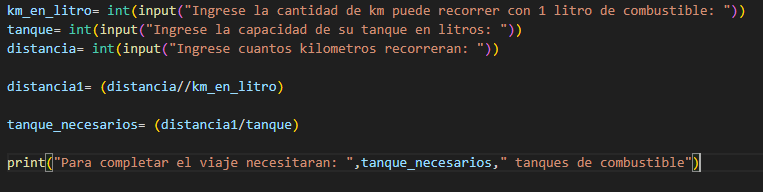 km_en_litro= int(input("Ingrese la cantidad de km puede recorrer con 1 litro de combustible: "))
tanque= int(input("Ingrese la capacidad de su tanque en litros: "))
distancia= int(input("Ingrese cuantos kilometros recorreran: "))
distancia1= (distancia//km_en_litro)
tanque_necesarios= (distancia1/tanque)
print("Para completar el viaje necesitaran: ",tanque_necesarios," tanques de combustible")